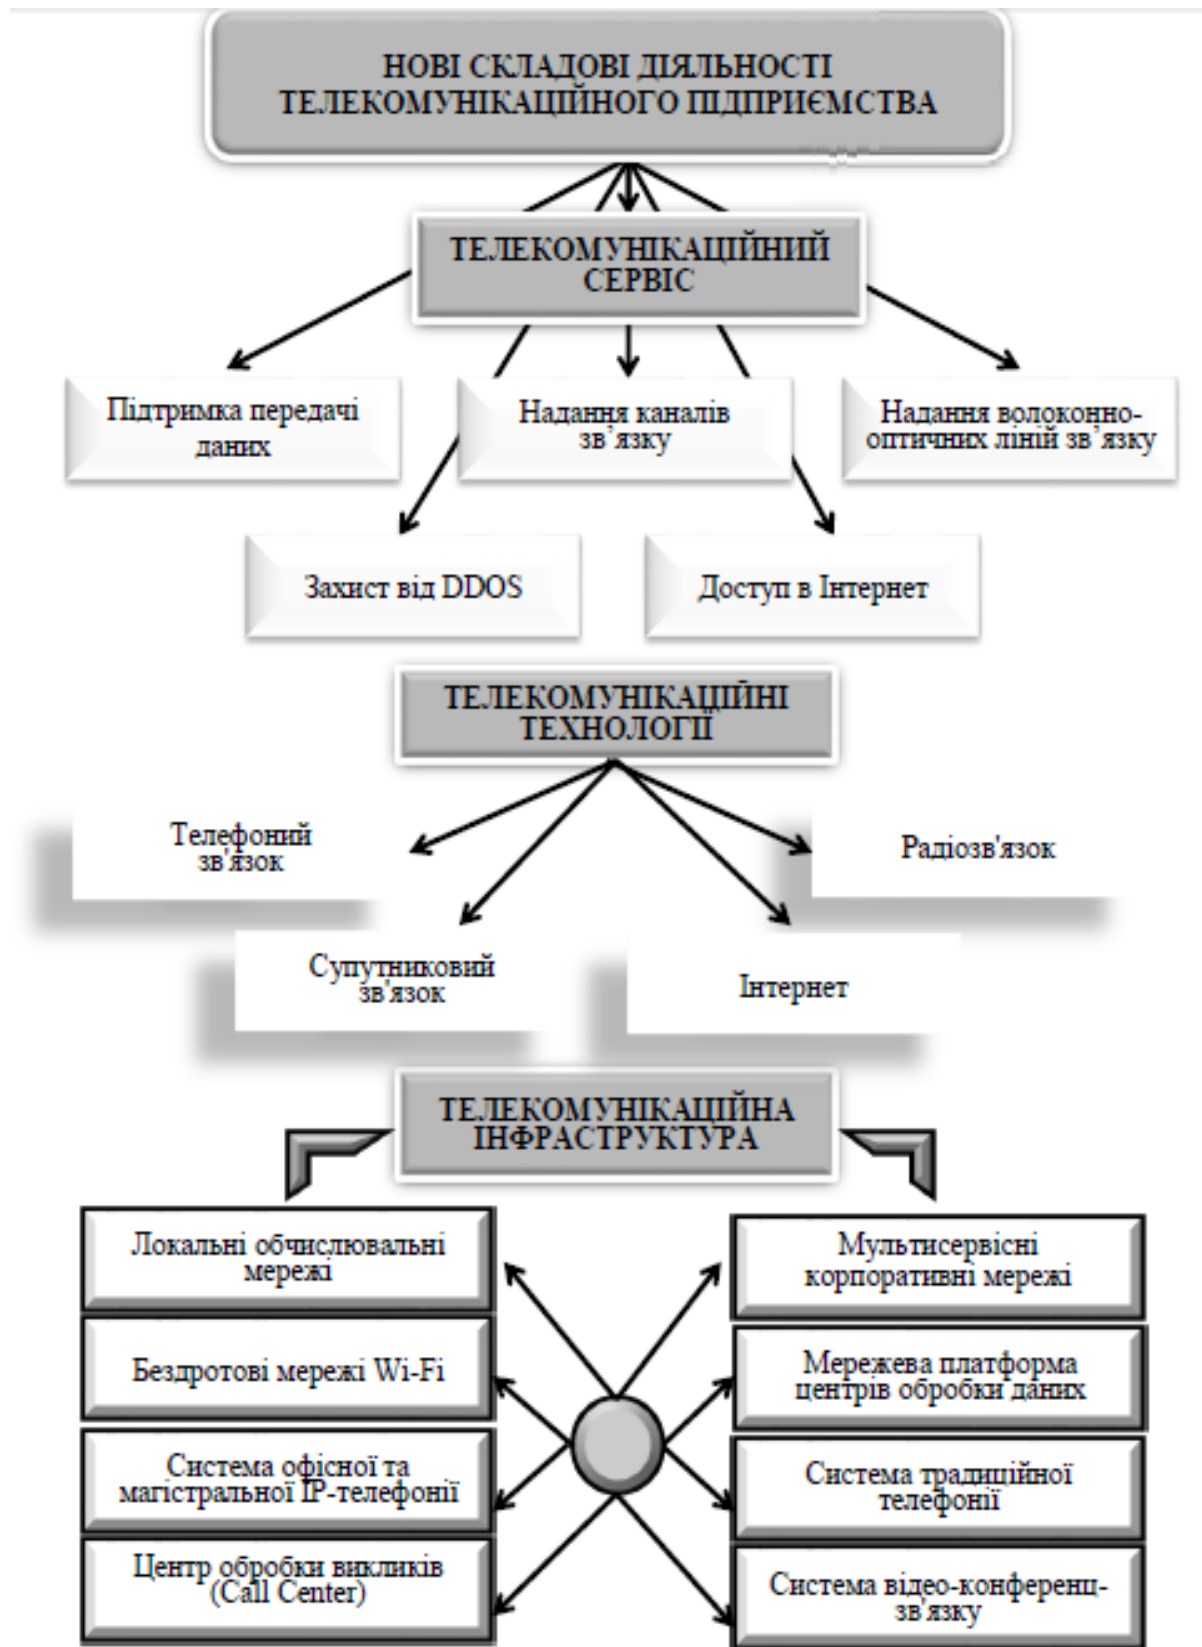 НОВІ СКЛАДОВІ ДІЯЛЬНОСТІ
ТЕЛЕКОМУНІКАЦІЙНОГО ПІДПРИЄМСТВА
ТЕЛЕКОМУНІКАЦІЙНИЙ
СЕРВІС
Підтримка передачі
даних
Надання каналів
зв’язку
Надання волоконно-
оптичних ліній зв’язку
Захист від DDOS
Доступ в Інтернет
ТЕЛЕКОМУНІКАЦІЙНІ
ТЕХНОЛОГІЇ
Телефоний
зв'язок
Радіозв'язок
Супутниковий
зв'язок
Інтернет
ТЕЛЕКОМУНІКАЦІЙНА
ІНФРАСТРУКТУРА
Локальні обчислювальні
мережі
Бездротові мережі Wi-Fi
Система офісної та
магістральної IP-телефонії
Центр обробки викликів
(Call Center)
Мультисервісні
корпоративні мережі
Мережева платформа
центрів обробки даних
Система традиційної
телефонії
Система відео-конференц-
зв'язку